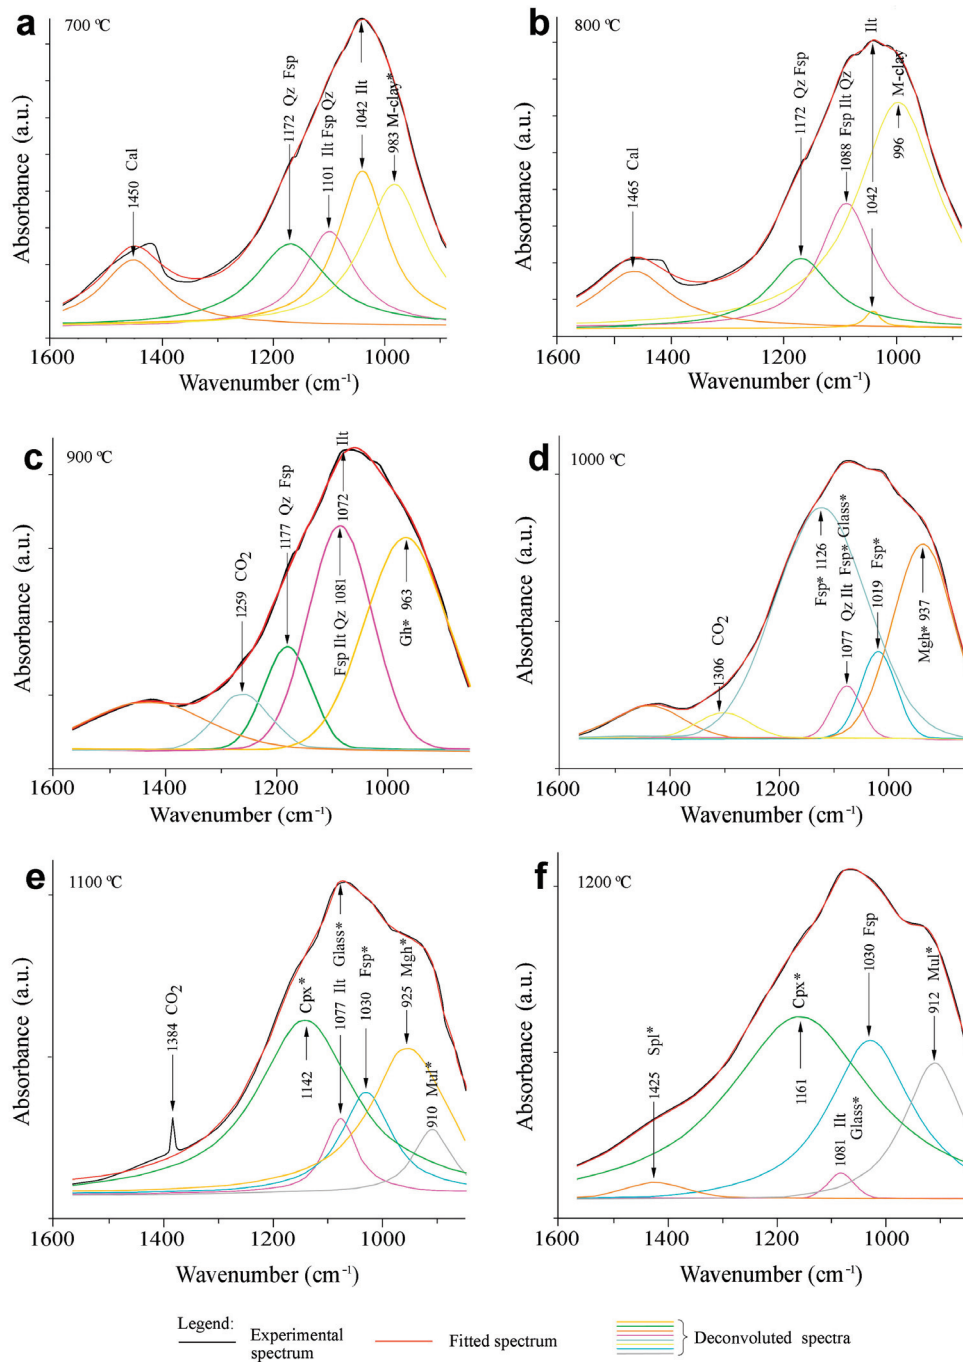 a
700 ºC
Absorbance (a.u.)
1450 Cal
1172 Qz Fsp
1101 Ilt Fsp Qz
1042 Ilt
983 M-clay*
1600 1400 1200 1000
Wavenumber (cm⁻¹)
b
800 ºC
Absorbance (a.u.)
1465 Cal
1172 Qz Fsp
1088 Fsp Ilt Qz
Ilt
1042
M-clay
996
1600 1400 1200 1000
Wavenumber (cm⁻¹)
c
900 ºC
Absorbance (a.u.)
1259 CO₂
1177 Qz Fsp
Fsp Ilt Qz 1081
1072 Ilt
Gh* 963
1600 1400 1200 1000
Wavenumber (cm⁻¹)
d
1000 ºC
Absorbance (a.u.)
1306 CO₂
Fsp* 1126
1077 Qz Ilt Fsp* Glass*
1019 Fsp*
Mgh* 937
1600 1400 1200 1000
Wavenumber (cm⁻¹)
e
1100 ºC
Absorbance (a.u.)
1384 CO₂
Cpx*
1142
1077 Ilt Glass*
1030 Fsp*
925 Mgh*
910 Mul*
1600 1400 1200 1000
Wavenumber (cm⁻¹)
f
1200 ºC
Absorbance (a.u.)
1425 Spl*
Cpx*
1161
1081 Ilt
Glass*
1030 Fsp
912 Mul*
1600 1400 1200 1000
Wavenumber (cm⁻¹)
Legend:
Experimental
spectrum
Fitted spectrum
Deconvoluted spectra